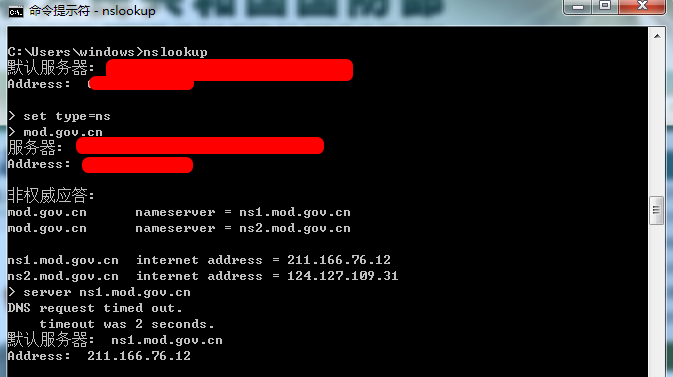 命令提示符 - nslookup
C:\Users\windows>nslookup
默认服务器:
Address:
> set type=ns
> mod.gov.cn
服务器:
Address:
非权威应答:
mod.gov.cn      nameserver = ns1.mod.gov.cn
mod.gov.cn      nameserver = ns2.mod.gov.cn
ns1.mod.gov.cn  internet address = 211.166.76.12
ns2.mod.gov.cn  internet address = 124.127.109.31
> server ns1.mod.gov.cn
DNS request timed out.
    timeout was 2 seconds.
默认服务器:  ns1.mod.gov.cn
Address:  211.166.76.12